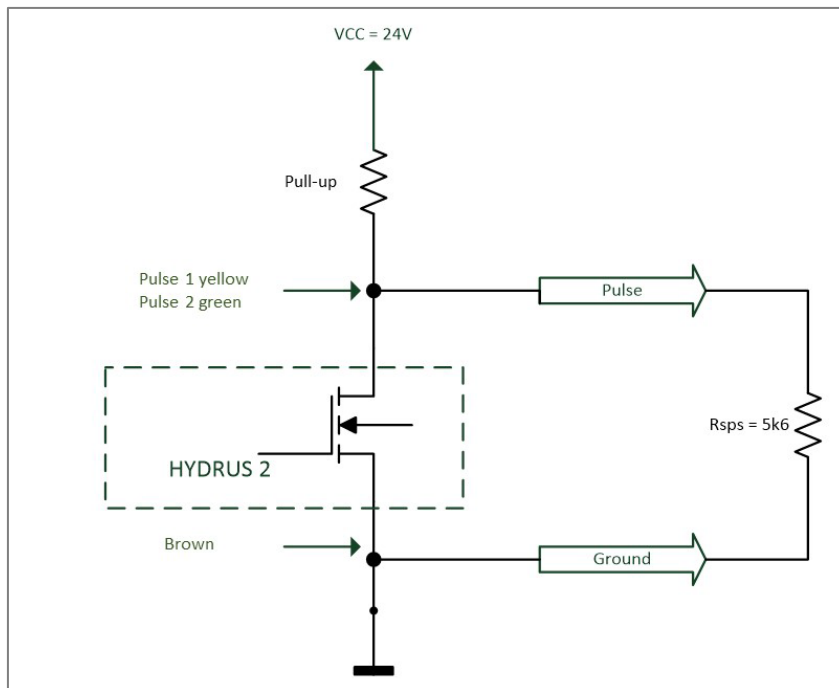 VCC = 24V
Pull-up
Pulse 1 yellow
Pulse 2 green
Pulse
Rsps = 5k6
HYDRUS 2
Brown
Ground